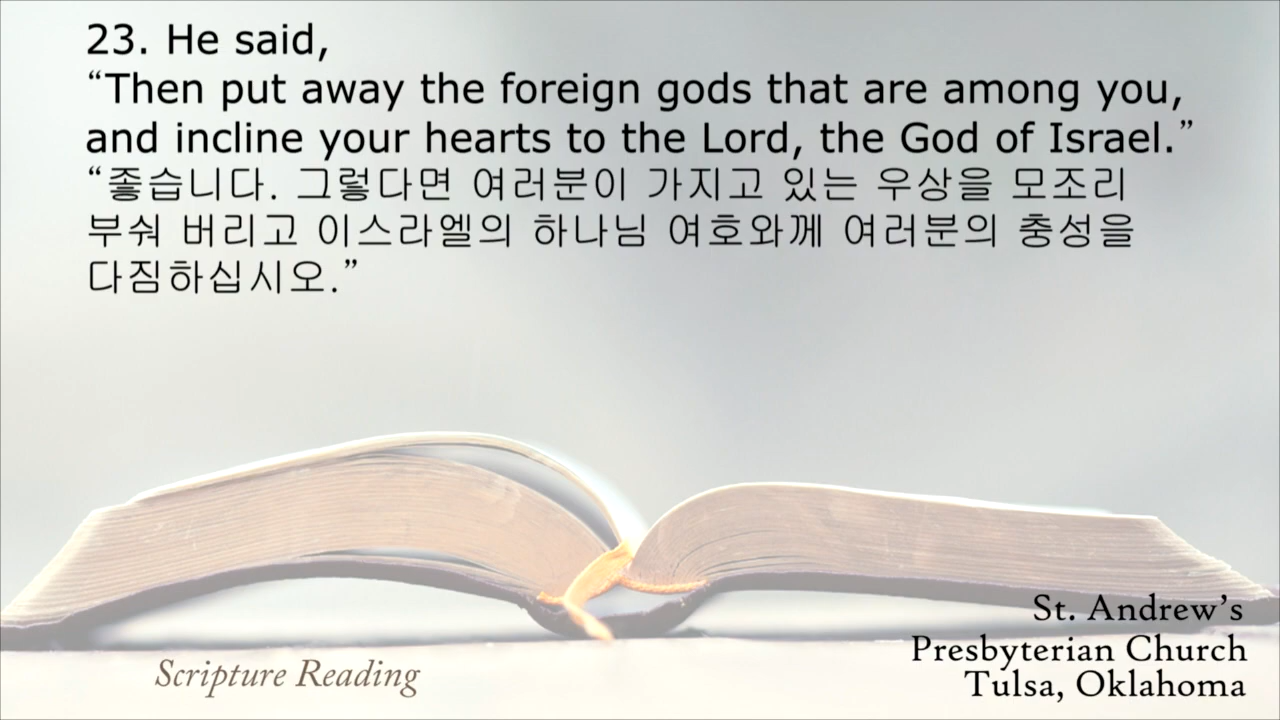 23. He said,
“Then put away the foreign gods that are among you,
and incline your hearts to the Lord, the God of Israel.”
“좋습니다. 그렇다면 여러분이 가지고 있는 우상을 모조리
부숴 버리고 이스라엘의 하나님 여호와께 여러분의 충성을
다짐하십시오.”
Scripture Reading
St. Andrew’s
Presbyterian Church
Tulsa, Oklahoma